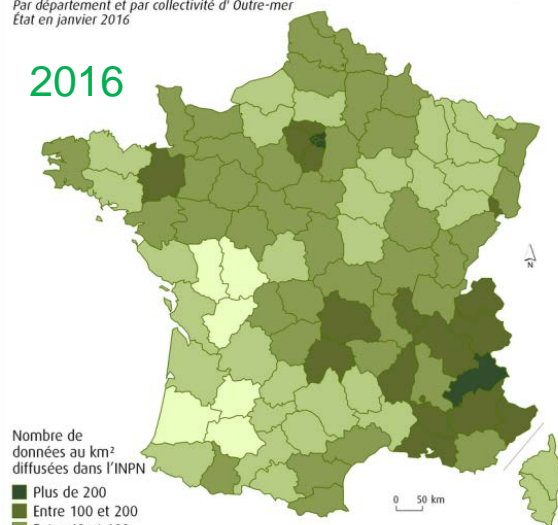 Par département et par collectivité d' Outre-mer
État en janvier 2016
2016
N
Nombre de
données au km²
diffusées dans l'INPN
Plus de 200
Entre 100 et 200
0 50 km